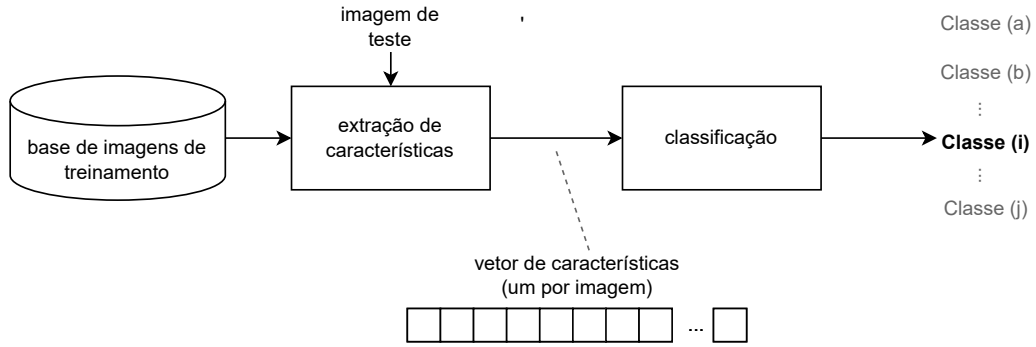 imagem de
teste
'
Classe (a)
Classe (b)
⋮
Classe (i)
⋮
Classe (j)
base de imagens de
treinamento
extração de
características
classificação
vetor de características
(um por imagem)
...